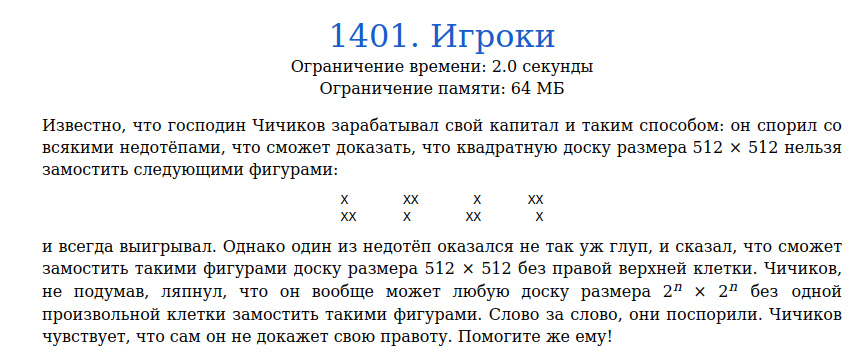 1401. Игроки
Ограничение времени: 2.0 секунды
Ограничение памяти: 64 МБ
Известно, что господин Чичиков зарабатывал свой капитал и таким способом: он спорил со
всякими недотёпами, что сможет доказать, что квадратную доску размера 512 × 512 нельзя
замостить следующими фигурами:
X XX X XX
XX X XX X
и всегда выигрывал. Однако один из недотёп оказался не так уж глуп, и сказал, что сможет
замостить такими фигурами доску размера 512 × 512 без правой верхней клетки. Чичиков,
не подумав, ляпнул, что он вообще может любую доску размера 2ⁿ × 2ⁿ без одной
произвольной клетки замостить такими фигурами. Слово за слово, они поспорили. Чичиков
чувствует, что сам он не докажет свою правоту. Помогите же ему!